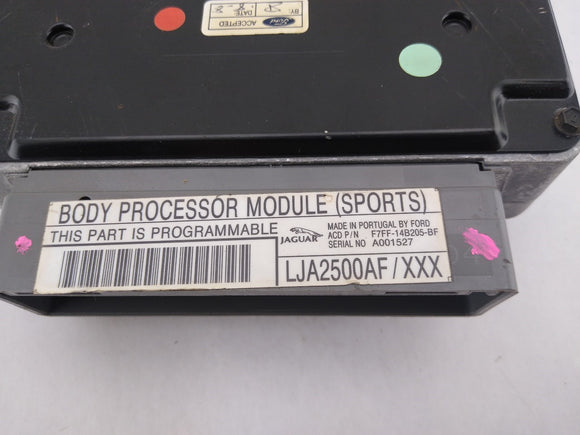 BY:
DATE
ACCEPTED
Ford
BODY PROCESSOR MODULE (SPORTS)
THIS PART IS PROGRAMMABLE
JAGUAR
MADE IN PORTUGAL BY FORD
ACD P/N F7FF-14B205-BF
SERIAL NO A001527
LJA2500AF/XXX